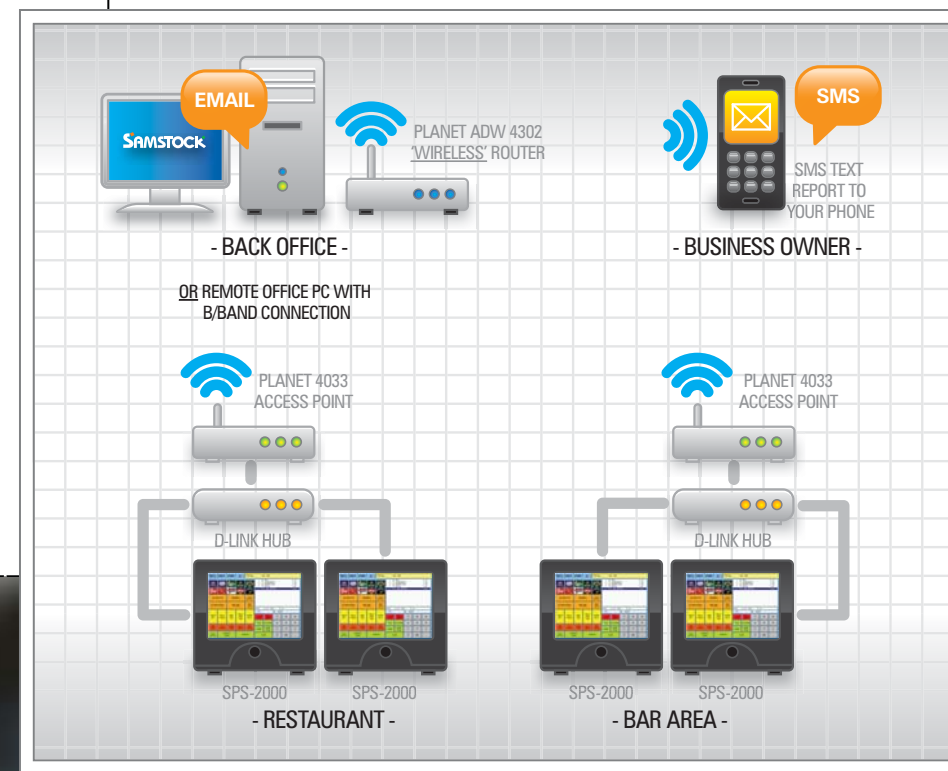 EMAIL
SAMSTOCK
PLANET ADW 4302
'WIRELESS' ROUTER
- BACK OFFICE -
OR REMOTE OFFICE PC WITH
B/BAND CONNECTION
SMS
SMS TEXT
REPORT TO
YOUR PHONE
- BUSINESS OWNER -
PLANET 4033
ACCESS POINT
D-LINK HUB
SPS-2000
SPS-2000
- RESTAURANT -
PLANET 4033
ACCESS POINT
D-LINK HUB
SPS-2000
SPS-2000
- BAR AREA -